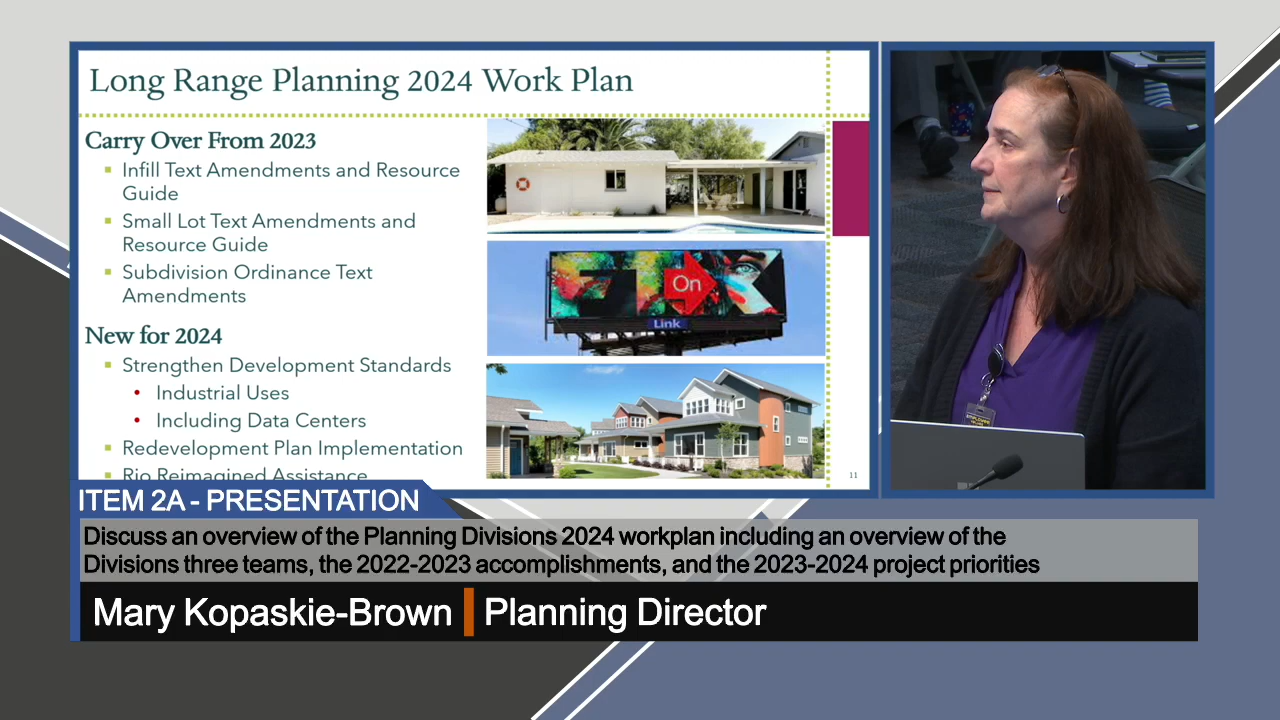 Long Range Planning 2024 Work Plan
Carry Over From 2023
Infill Text Amendments and Resource
Guide
Small Lot Text Amendments and
Resource Guide
Subdivision Ordinance Text
Amendments
New for 2024
Strengthen Development Standards
Industrial Uses
Including Data Centers
Redevelopment Plan Implementation
Rio Reimagined Assistance
On
Link
11
ITEM 2A - PRESENTATION
Discuss an overview of the Planning Divisions 2024 workplan including an overview of the
Divisions three teams, the 2022-2023 accomplishments, and the 2023-2024 project priorities
Mary Kopaskie-Brown Planning Director